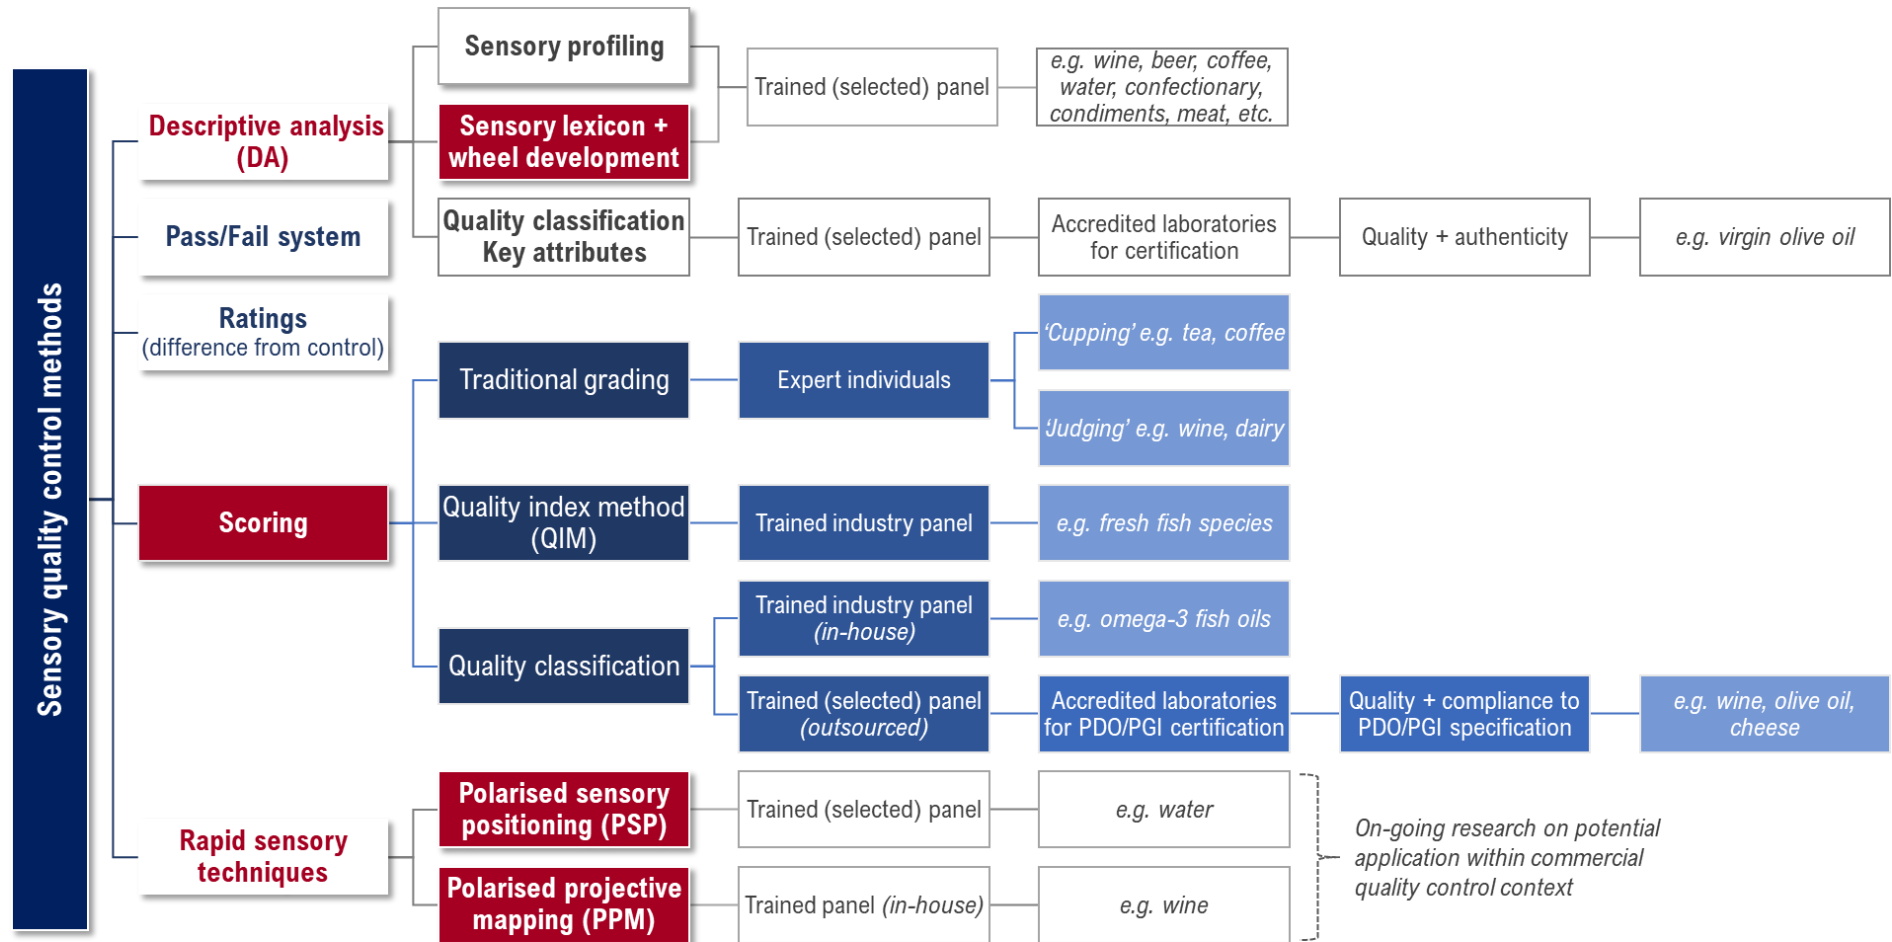 Sensory quality control methods
Descriptive analysis
(DA)
Pass/Fail system
Ratings
(difference from control)
Scoring
Rapid sensory
techniques
Sensory profiling
Sensory lexicon +
wheel development
Trained (selected) panel
e.g. wine, beer, coffee,
water, confectionary,
condiments, meat, etc.
Quality classification
Key attributes
Trained (selected) panel
Accredited laboratories
for certification
Quality + authenticity
e.g. virgin olive oil
Traditional grading
Expert individuals
‘Cupping’ e.g. tea, coffee
‘Judging’ e.g. wine, dairy
Quality index method
(QIM)
Trained industry panel
e.g. fresh fish species
Quality classification
Trained industry panel
(in-house)
e.g. omega-3 fish oils
Trained (selected) panel
(outsourced)
Accredited laboratories
for PDO/PGI certification
Quality + compliance to
PDO/PGI specification
e.g. wine, olive oil,
cheese
Polarised sensory
positioning (PSP)
Trained (selected) panel
e.g. water
Polarised projective
mapping (PPM)
Trained panel (in-house)
e.g. wine
On-going research on potential
application within commercial
quality control context